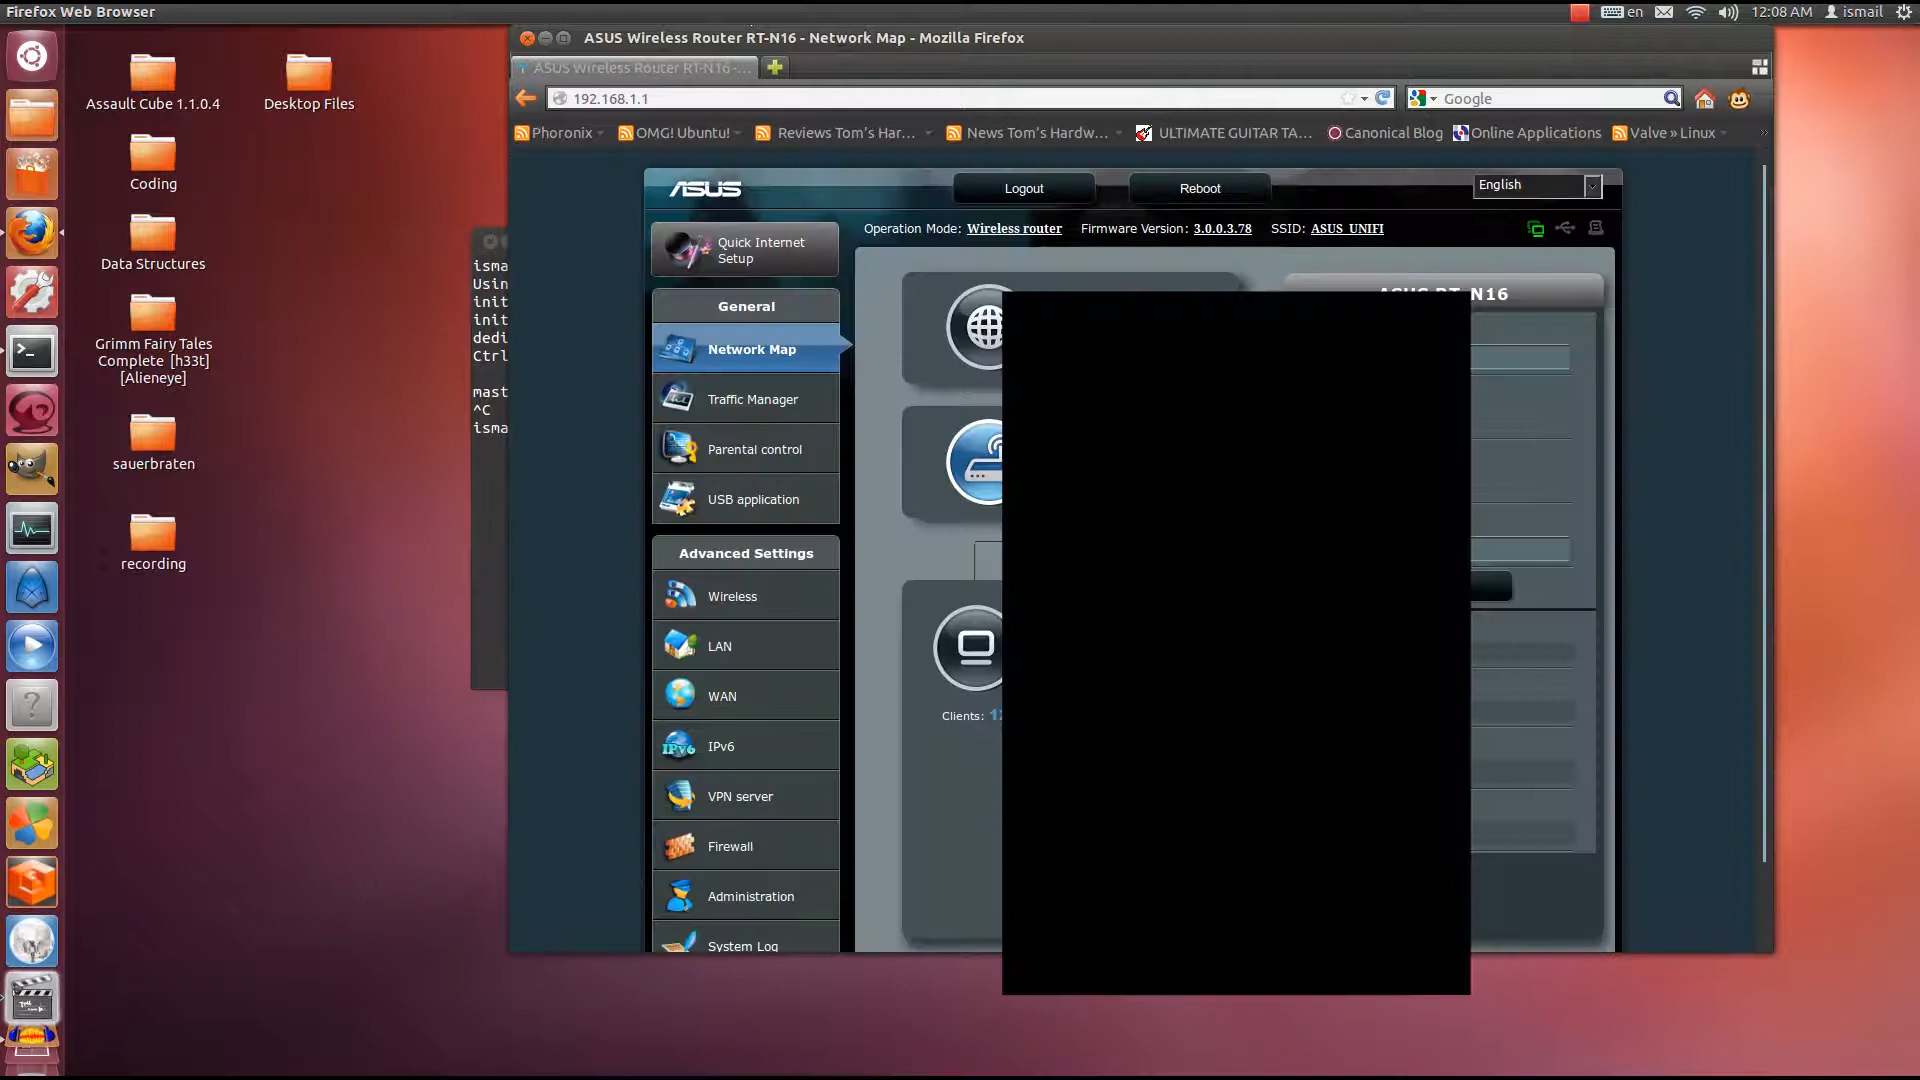 Firefox Web Browser
en
12:08 AM
ismail
Assault Cube 1.1.0.4
Desktop Files
Coding
Data Structures
Grimm Fairy Tales
Complete [h33t]
[Alieneye]
sauerbraten
recording
isma
Usin
init
init
dedi
Ctrl
mast
^C
isma
ASUS Wireless Router RT-N16 - Network Map - Mozilla Firefox
ASUS Wireless Router RT-N16 -...
192.168.1.1
Google
Phoronix
OMG! Ubuntu!
Reviews Tom's Har...
News Tom's Hardw...
ULTIMATE GUITAR TA...
Canonical Blog
Online Applications
Valve » Linux
»
ASUS
Logout
Reboot
English
Operation Mode: Wireless router
Firmware Version: 3.0.0.3.78
SSID: ASUS_UNIFI
Quick Internet
Setup
General
Network Map
Traffic Manager
Parental control
USB application
Advanced Settings
Wireless
LAN
WAN
IPv6
IPv6
VPN server
Firewall
Administration
System Log
Clients:
N16